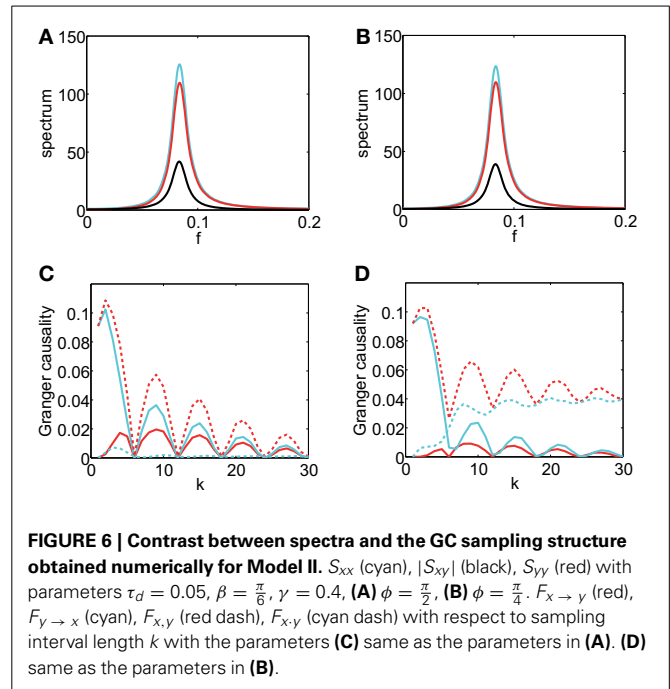 A
B
150
100
50
0
spectrum
0
0.1
0.2
f
150
100
50
0
spectrum
0
0.1
0.2
f
C
D
0.1
0.08
0.06
0.04
0.02
0
Granger causality
0
10
20
30
k
0.1
0.08
0.06
0.04
0.02
0
Granger causality
0
10
20
30
k
FIGURE 6 | Contrast between spectra and the GC sampling structure
obtained numerically for Model II. Sxx (cyan), |Sxy| (black), Syy (red) with
parameters τd = 0.05, β = π/6, γ = 0.4, (A) ϕ = π/2, (B) ϕ = π/4. Fx→y (red),
Fy→x (cyan), Fx,y (red dash), Fx·y (cyan dash) with respect to sampling
interval length k with the parameters (C) same as the parameters in (A). (D)
same as the parameters in (B).